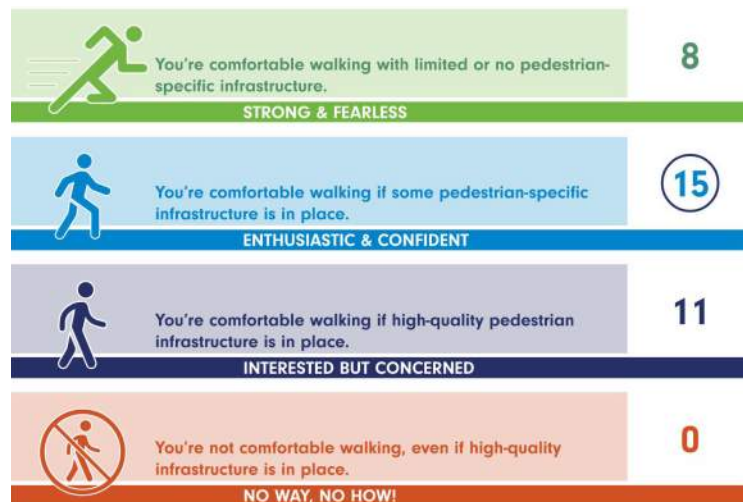 You're comfortable walking with limited or no pedestrian-
specific infrastructure.
8
STRONG & FEARLESS
You're comfortable walking if some pedestrian-specific
infrastructure is in place.
15
ENTHUSIASTIC & CONFIDENT
You're comfortable walking if high-quality pedestrian
infrastructure is in place.
11
INTERESTED BUT CONCERNED
You're not comfortable walking, even if high-quality
infrastructure is in place.
0
NO WAY, NO HOW!